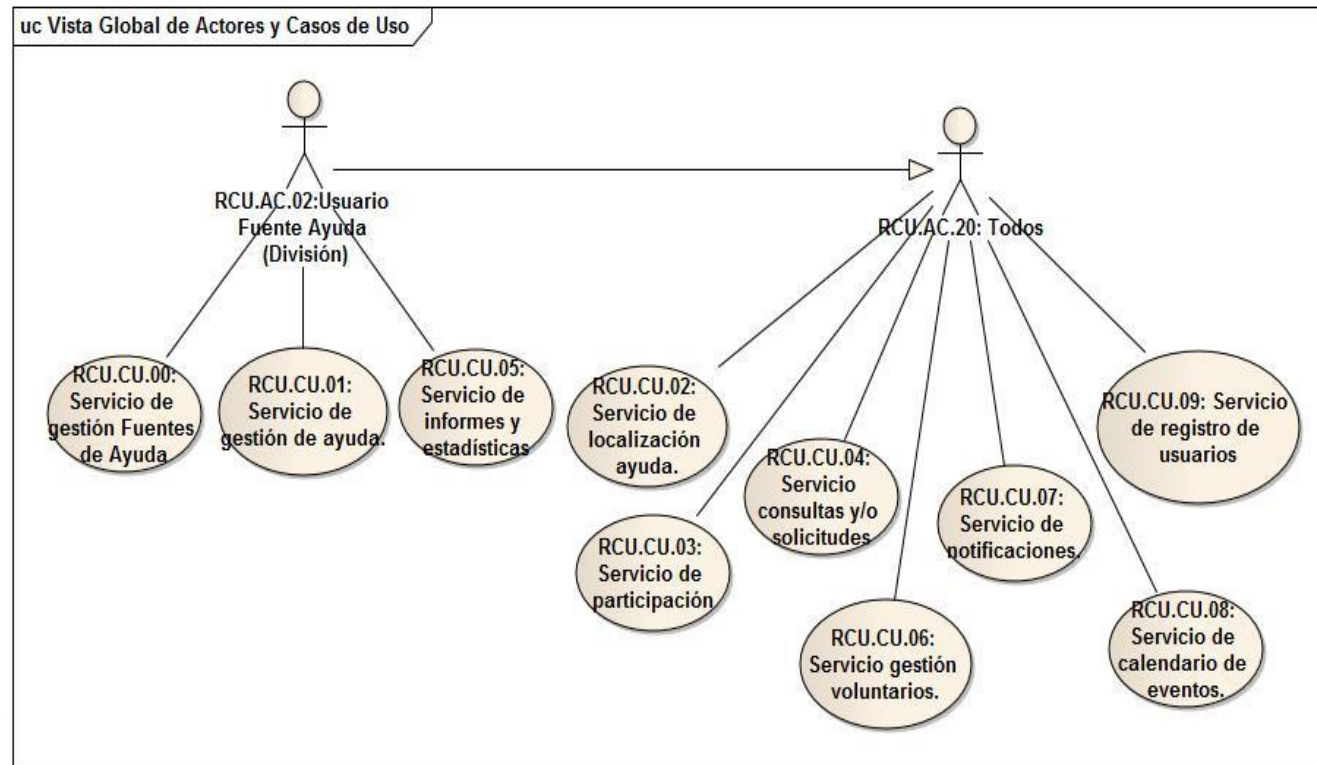 uc Vista Global de Actores y Casos de Uso
RCU.AC.02:Usuario
Fuente Ayuda
(División)
RCU.AC.20: Todos
RCU.CU.00:
Servicio de
gestión Fuentes
de Ayuda
RCU.CU.01:
Servicio de
gestión de ayuda.
RCU.CU.05:
Servicio de
informes y
estadísticas
RCU.CU.02:
Servicio de
localización
ayuda.
RCU.CU.09: Servicio
de registro de
usuarios
RCU.CU.04:
Servicio
consultas y/o
solicitudes
RCU.CU.07:
Servicio de
notificaciones.
RCU.CU.03:
Servicio de
participación
RCU.CU.06:
Servicio gestión
voluntarios.
RCU.CU.08:
Servicio de
calendario de
eventos.